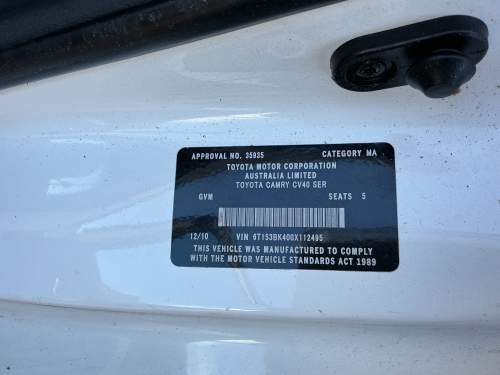 APPROVAL NO. 35935 CATEGORY MA
TOYOTA MOTOR CORPORATION
AUSTRALIA LIMITED
TOYOTA CAMRY CV40 SER
GVM SEATS 5
12/10 VIN 6T153BK400X112495
THIS VEHICLE WAS MANUFACTURED TO COMPLY
WITH THE MOTOR VEHICLE STANDARDS ACT 1989